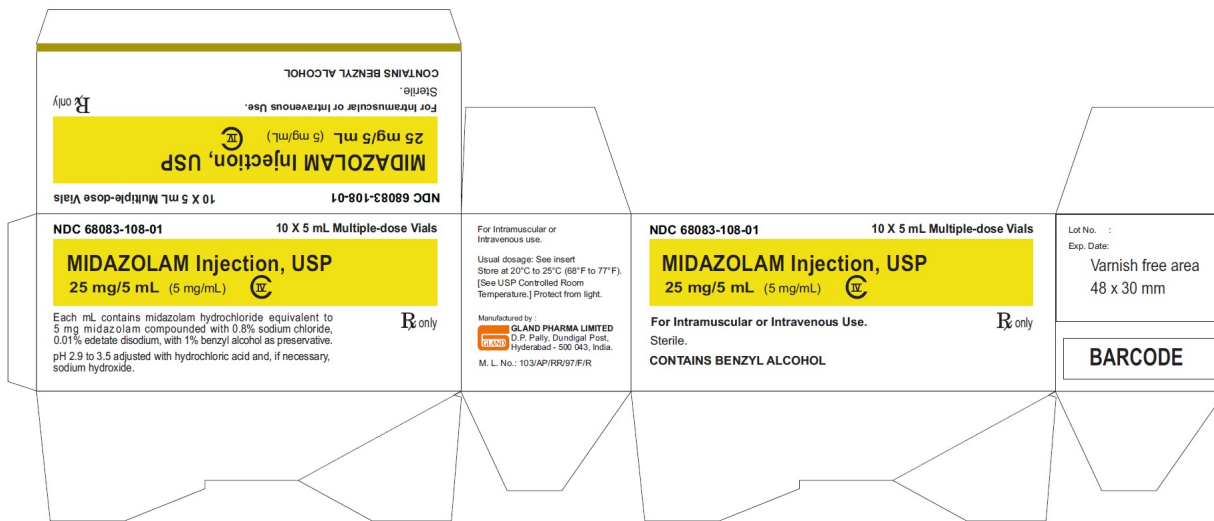 CONTAINS BENZYL ALCOHOL
Sterile.
For Intramuscular or Intravenous Use.
℞ only
25 mg/5 mL (5 mg/mL) CIV
MIDAZOLAM Injection, USP
NDC 68083-108-01 10 X 5 mL Multiple-dose Vials
NDC 68083-108-01 10 X 5 mL Multiple-dose Vials
MIDAZOLAM Injection, USP
25 mg/5 mL (5 mg/mL) CIV
Each mL contains midazolam hydrochloride equivalent to
5 mg midazolam compounded with 0.8% sodium chloride,
0.01% edetate disodium, with 1% benzyl alcohol as preservative.
pH 2.9 to 3.5 adjusted with hydrochloric acid and, if necessary,
sodium hydroxide.
℞ only
For Intramuscular or
Intravenous use.
Usual dosage: See insert
Store at 20°C to 25°C (68°F to 77°F).
[See USP Controlled Room
Temperature.] Protect from light.
Manufactured by :
GLAND
GLAND PHARMA LIMITED
D.P. Pally, Dundigal Post,
Hyderabad - 500 043, India.
M. L. No.: 103/AP/RR/97/F/R
NDC 68083-108-01 10 X 5 mL Multiple-dose Vials
MIDAZOLAM Injection, USP
25 mg/5 mL (5 mg/mL) CIV
For Intramuscular or Intravenous Use.
℞ only
Sterile.
CONTAINS BENZYL ALCOHOL
Lot No. :
Exp. Date:
Varnish free area
48 x 30 mm
BARCODE